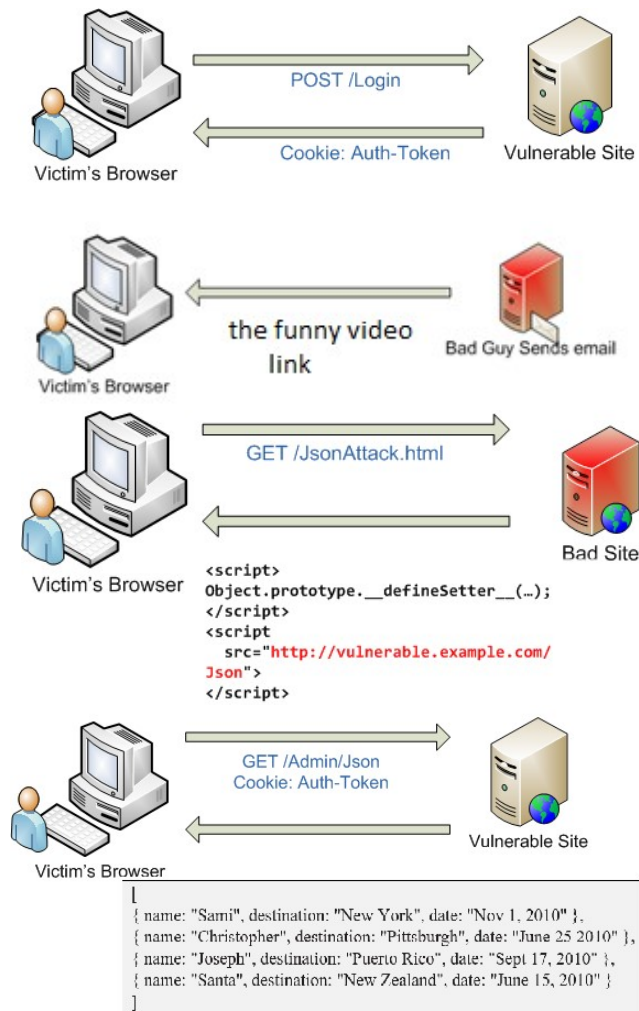 POST /Login
Cookie: Auth-Token
Victim's Browser
Vulnerable Site
the funny video
link
Bad Guy Sends email
Victim's Browser
GET /JsonAttack.html
Victim's Browser
Bad Site
<script>
Object.prototype.__defineSetter__(…);
</script>
<script
src="http://vulnerable.example.com/
Json">
</script>
GET /Admin/Json
Cookie: Auth-Token
Vulnerable Site
Victim's Browser
[
{ name: "Sami", destination: "New York", date: "Nov 1, 2010" },
{ name: "Christopher", destination: "Pittsburgh", date: "June 25 2010" },
{ name: "Joseph", destination: "Puerto Rico", date: "Sept 17, 2010" },
{ name: "Santa", destination: "New Zealand", date: "June 15, 2010" }
]